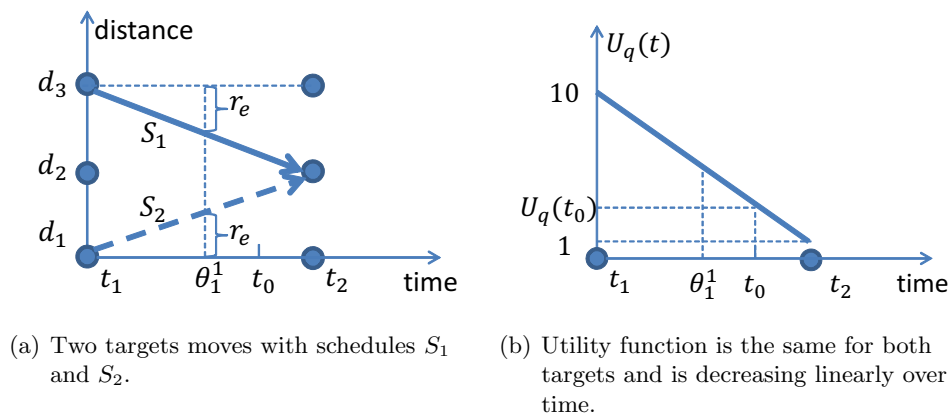 distance
d₃
rₑ
S₁
d₂
S₂
d₁
rₑ
t₁
θ₁¹
t₀
t₂
time
U_q(t)
10
U_q(t₀)
1
t₁
θ₁¹
t₀
t₂
time
(a) Two targets moves with schedules S₁
and S₂.
(b) Utility function is the same for both
targets and is decreasing linearly over
time.